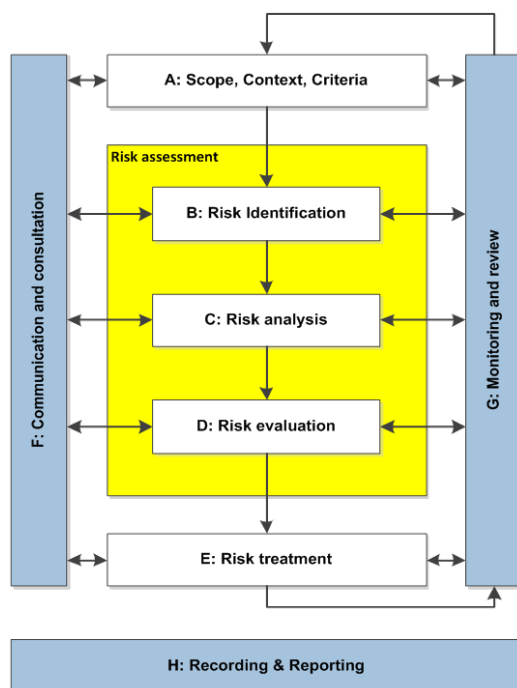 A: Scope, Context, Criteria
Risk assessment
B: Risk Identification
C: Risk analysis
D: Risk evaluation
E: Risk treatment
F: Communication and consultation
G: Monitoring and review
H: Recording & Reporting